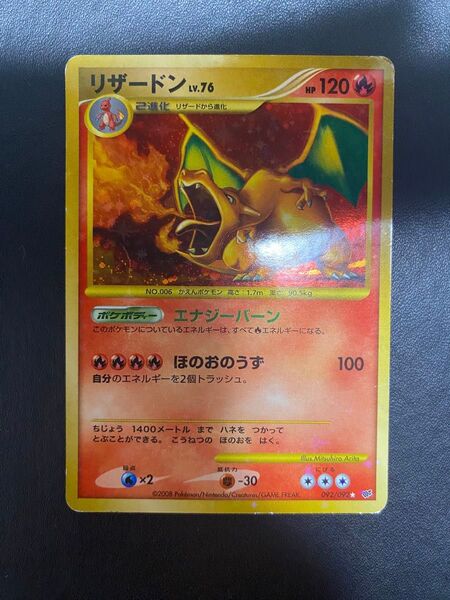 リザードン LV.76 HP 120
2進化 リザードから進化
NO.006 かえんポケモン 高さ:1.7m 重さ:90.5kg
ポケボディー エナジーバーン
このポケモンについているエネルギーは、すべて エネルギーになる。
ほのおのうず 100
自分のエネルギーを2個トラッシュ。
ちじょう 1400メートル まで ハネを つかって
とぶことができる。 こうねつの ほのおを はく。
Illus.Mitsuhiro Arita
弱点 抵抗力 にげる
×2 -30
©2008 Pokémon/Nintendo/Creatures/GAME FREAK. 092/092★